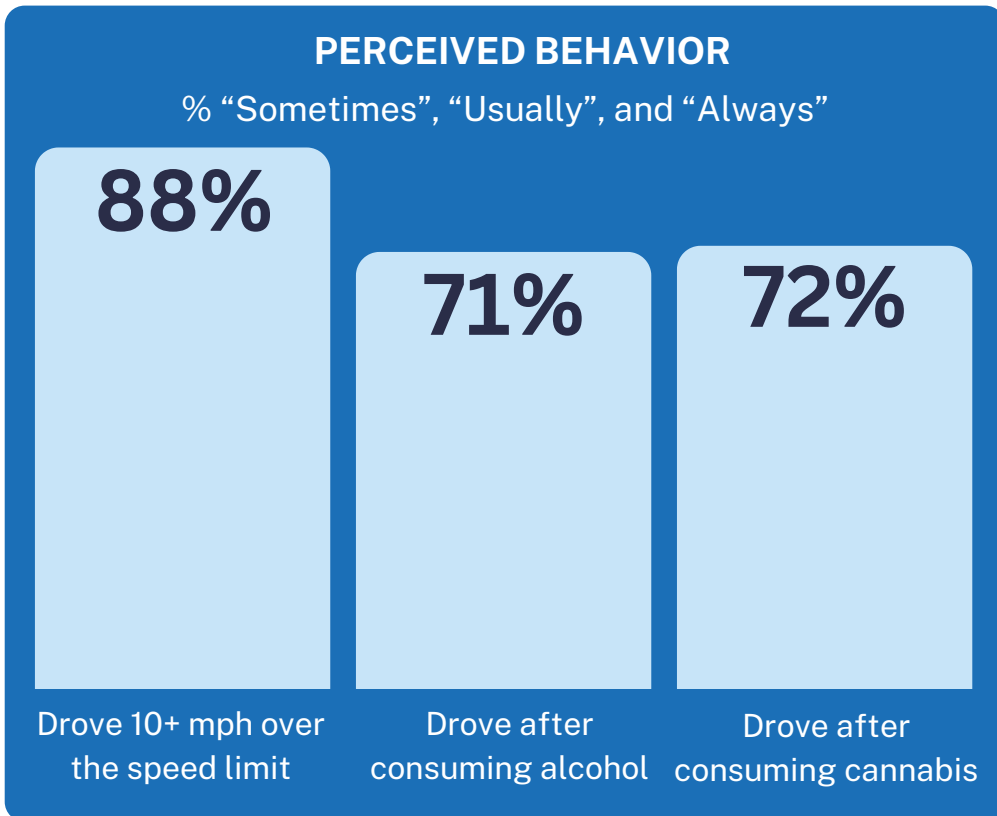 PERCEIVED BEHAVIOR
% “Sometimes”, “Usually”, and “Always”
88%
71%
72%
Drove 10+ mph over
the speed limit
Drove after
consuming alcohol
Drove after
consuming cannabis